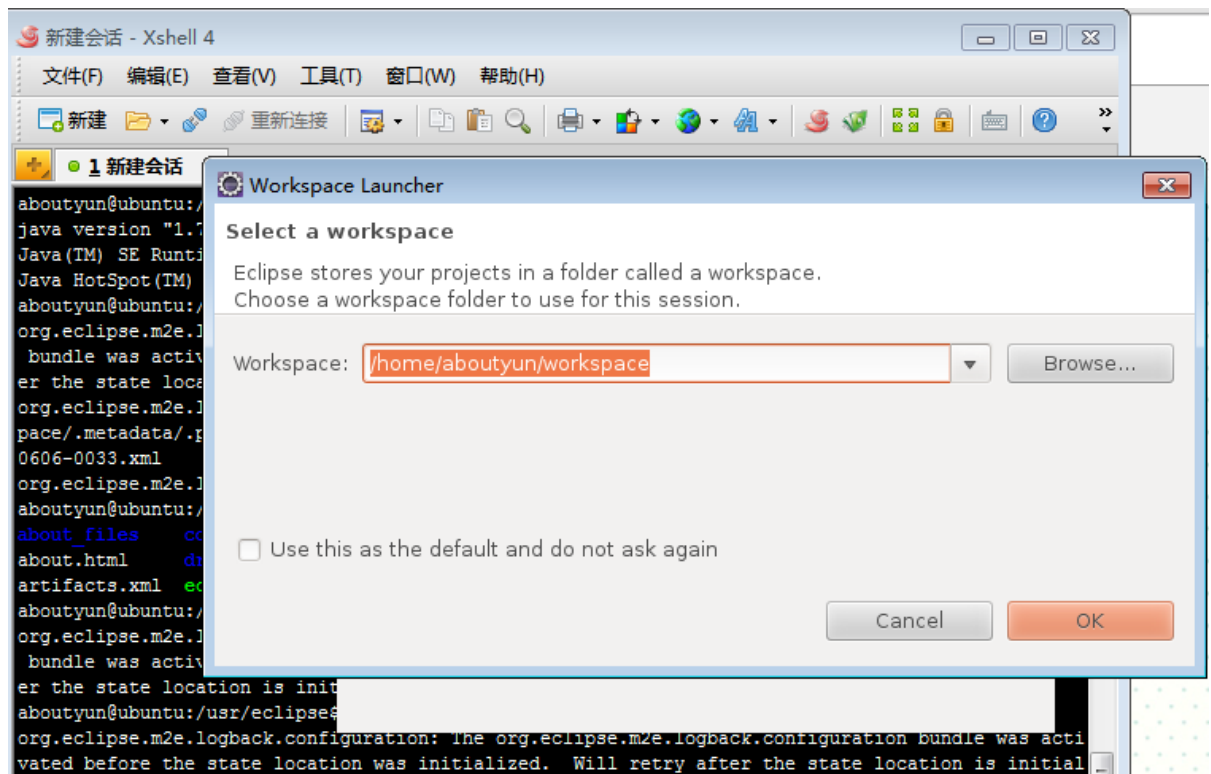 新建会话 - Xshell 4
文件(F) 编辑(E) 查看(V) 工具(T) 窗口(W) 帮助(H)
新建 重新连接
1 新建会话
Workspace Launcher
Select a workspace
Eclipse stores your projects in a folder called a workspace.
Choose a workspace folder to use for this session.
Workspace: /home/aboutyun/workspace Browse...
Use this as the default and do not ask again
Cancel OK
aboutyun@ubuntu:/
java version "1.7
Java(TM) SE Runti
Java HotSpot(TM)
aboutyun@ubuntu:/
org.eclipse.m2e.l
bundle was activ
er the state loca
org.eclipse.m2e.l
pace/.metadata/.p
0606-0033.xml
org.eclipse.m2e.l
aboutyun@ubuntu:/
about_files co
about.html dr
artifacts.xml ec
aboutyun@ubuntu:/
org.eclipse.m2e.l
bundle was activ
er the state location is init
aboutyun@ubuntu:/usr/eclipse$
org.eclipse.m2e.logback.configuration: The org.eclipse.m2e.logback.configuration bundle was acti
vated before the state location was initialized.  Will retry after the state location is initial